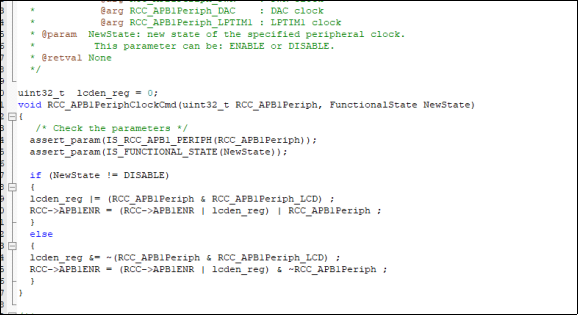 * @arg RCC_APB1Periph_DAC : DAC clock
* @arg RCC_APB1Periph_LPTIM1 : LPTIM1 clock
* @param NewState: new state of the specified peripheral clock.
* This parameter can be: ENABLE or DISABLE.
* @retval None
*/
uint32_t lcden_reg = 0;
void RCC_APB1PeriphClockCmd(uint32_t RCC_APB1Periph, FunctionalState NewState)
{
/* Check the parameters */
assert_param(IS_RCC_APB1_PERIPH(RCC_APB1Periph));
assert_param(IS_FUNCTIONAL_STATE(NewState));
if (NewState != DISABLE)
{
lcden_reg |= (RCC_APB1Periph & RCC_APB1Periph_LCD) ;
RCC->APB1ENR = (RCC->APB1ENR | lcden_reg) | RCC_APB1Periph ;
}
else
{
lcden_reg &= ~(RCC_APB1Periph & RCC_APB1Periph_LCD) ;
RCC->APB1ENR = (RCC->APB1ENR | lcden_reg) & ~RCC_APB1Periph ;
}
}